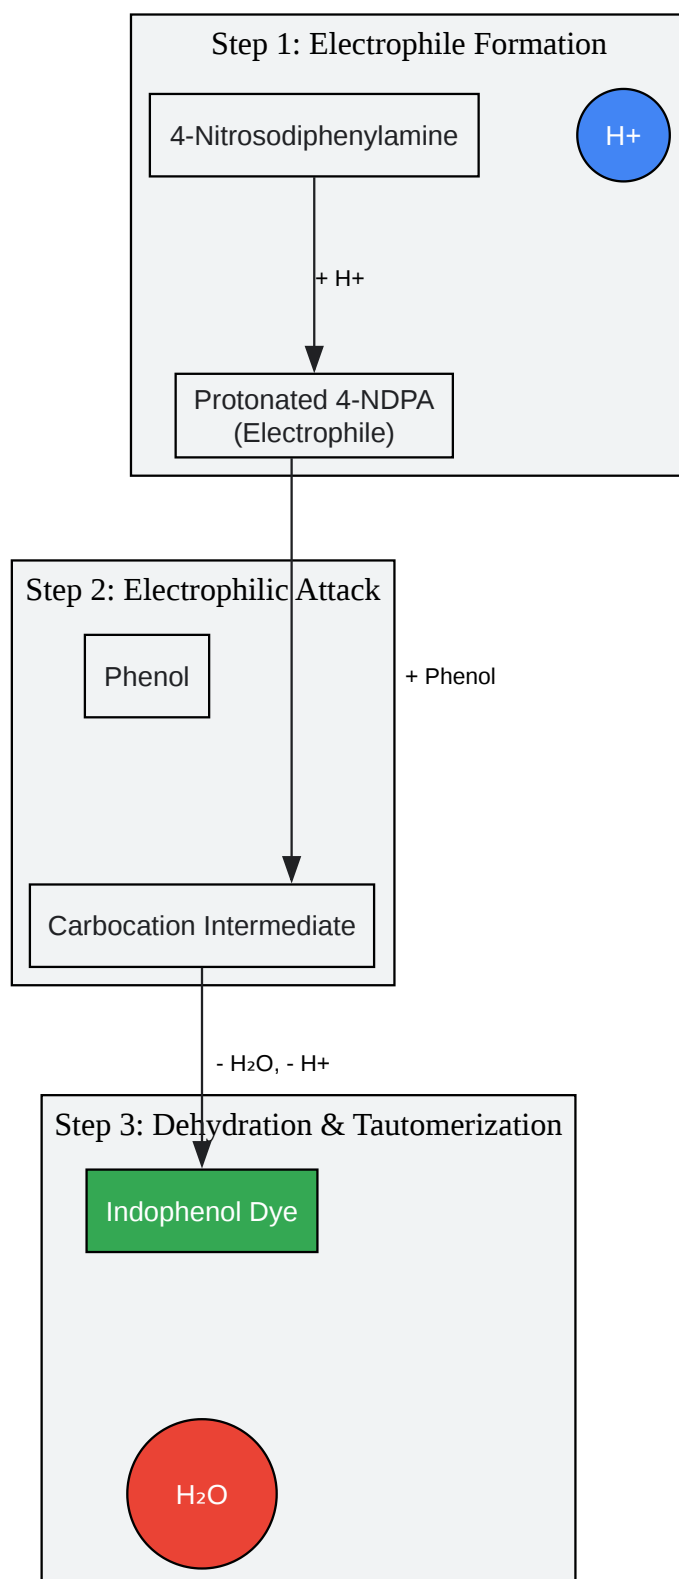 Step 1: Electrophile Formation
4-Nitrosodiphenylamine
H+
+ H+
Protonated 4-NDPA
(Electrophile)
Step 2: Electrophilic Attack
Phenol
+ Phenol
Carbocation Intermediate
- H₂O, - H+
Step 3: Dehydration & Tautomerization
Indophenol Dye
H₂O